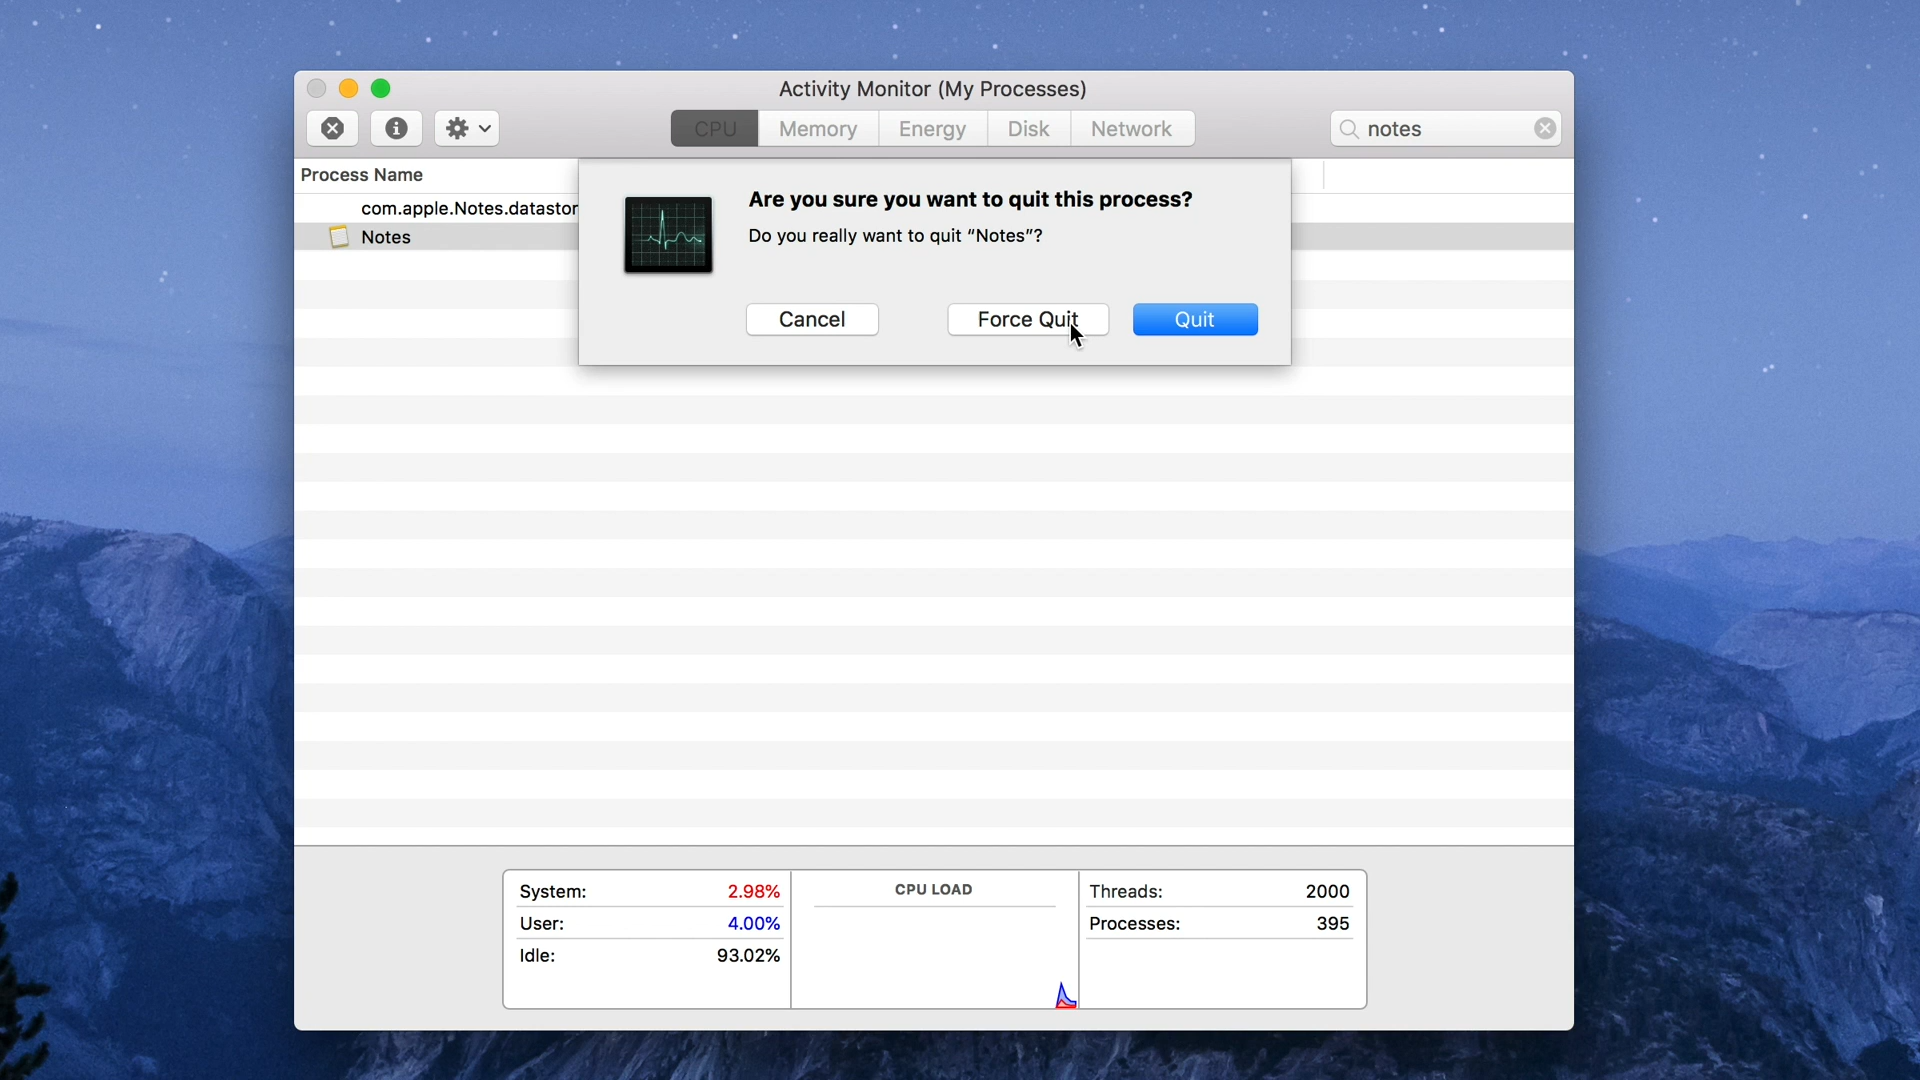 Activity Monitor (My Processes)
CPU Memory Energy Disk Network notes
Process Name
com.apple.Notes.datastor
Notes
Are you sure you want to quit this process?
Do you really want to quit “Notes”?
Cancel Force Quit Quit
System: 2.98% CPU LOAD Threads: 2000
User: 4.00% Processes: 395
Idle: 93.02%